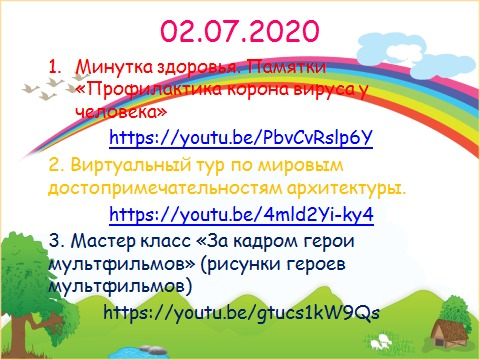 02.07.2020
1. Минутка здоровья. Памятки
«Профилактика корона вируса у
человека»
https://youtu.be/PbvCvRslp6Y
2. Виртуальный тур по мировым
достопримечательностям архитектуры.
https://youtu.be/4mld2Yi-ky4
3. Мастер класс «За кадром герои
мультфильмов» (рисунки героев
мультфильмов)
https://youtu.be/gtucs1kW9Qs